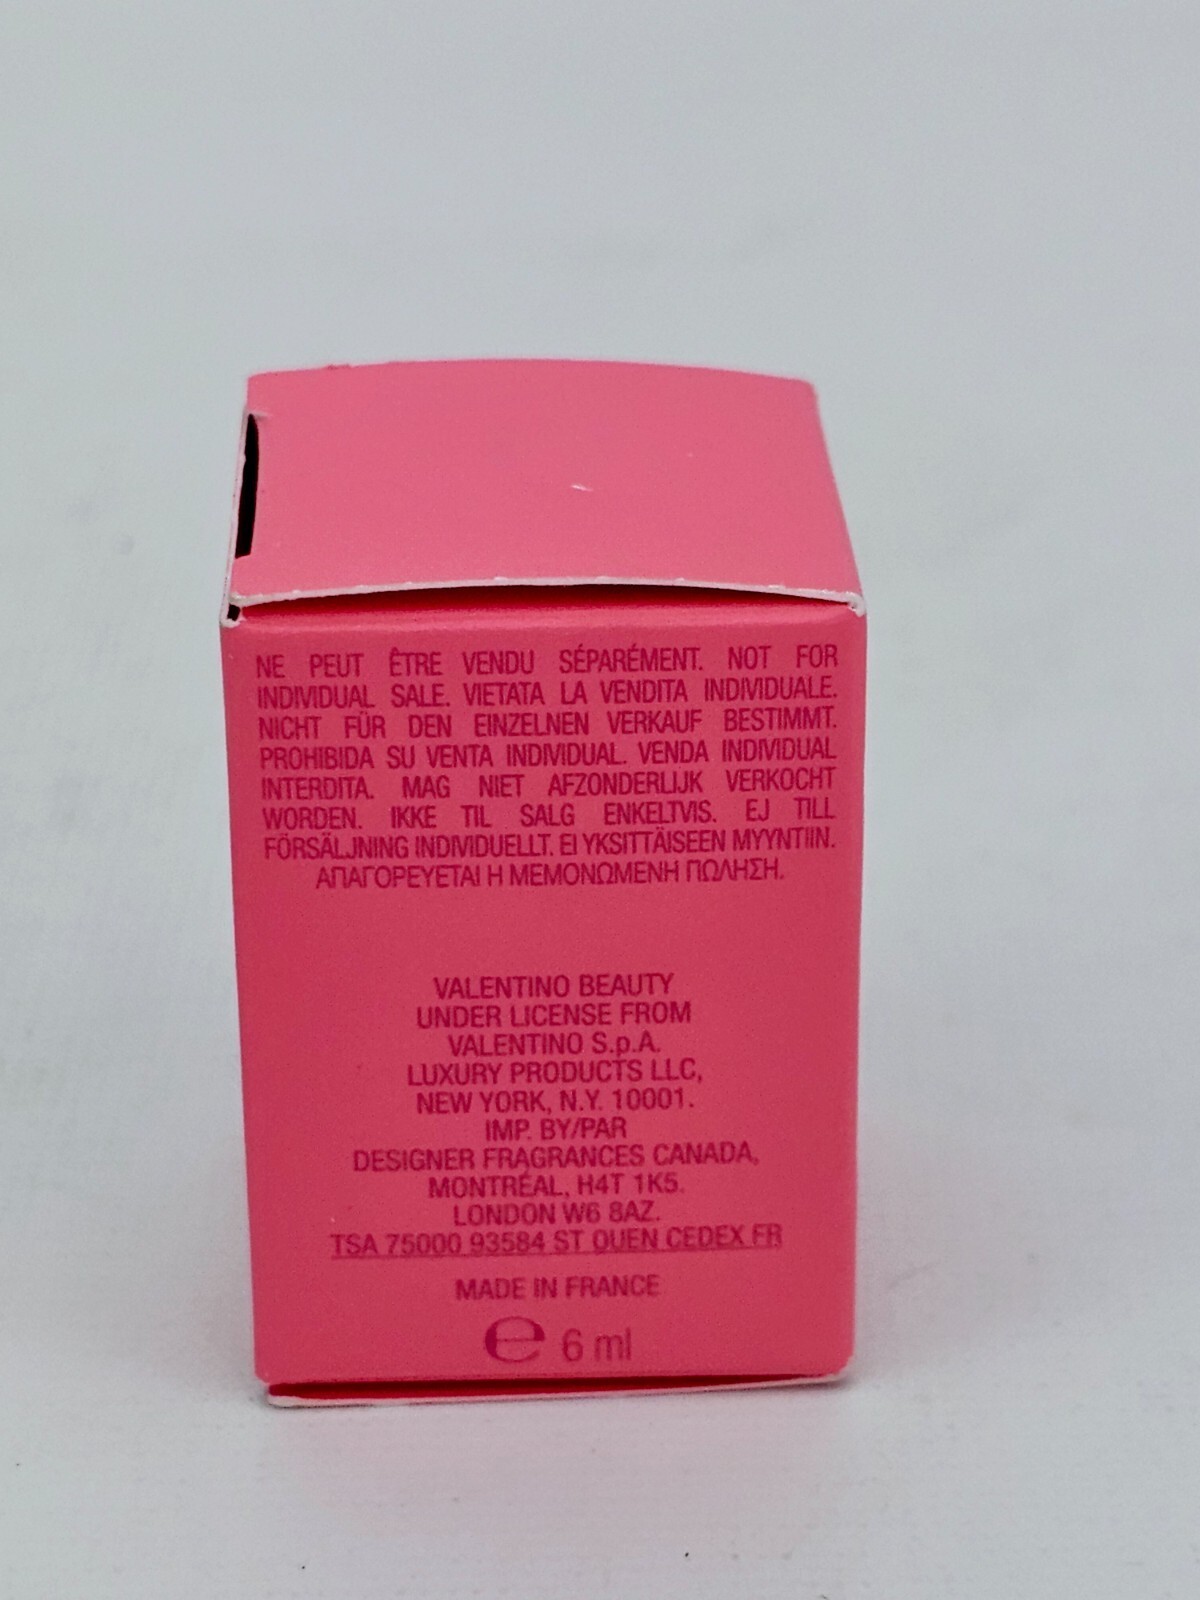 NE PEUT ÊTRE VENDU SÉPARÉMENT. NOT FOR
INDIVIDUAL SALE. VIETATA LA VENDITA INDIVIDUALE.
NICHT FÜR DEN EINZELNEN VERKAUF BESTIMMT.
PROHIBIDA SU VENTA INDIVIDUAL. VENDA INDIVIDUAL
INTERDITA. MAG NIET AFZONDERLIJK VERKOCHT
WORDEN. IKKE TIL SALG ENKELTVIS. EJ TILL
FÖRSÄLJNING INDIVIDUELLT. EI YKSITTÄISEEN MYYNTIIN.
ΑΠΑΓΟΡΕΥΕΤΑΙ Η ΜΕΜΟΝΩΜΕΝΗ ΠΩΛΗΣΗ.
VALENTINO BEAUTY
UNDER LICENSE FROM
VALENTINO S.p.A.
LUXURY PRODUCTS LLC,
NEW YORK, N.Y. 10001.
IMP. BY/PAR
DESIGNER FRAGRANCES CANADA,
MONTRÉAL, H4T 1K5.
LONDON W6 8AZ.
TSA 75000 93584 ST OUEN CEDEX FR
MADE IN FRANCE
℮ 6 ml